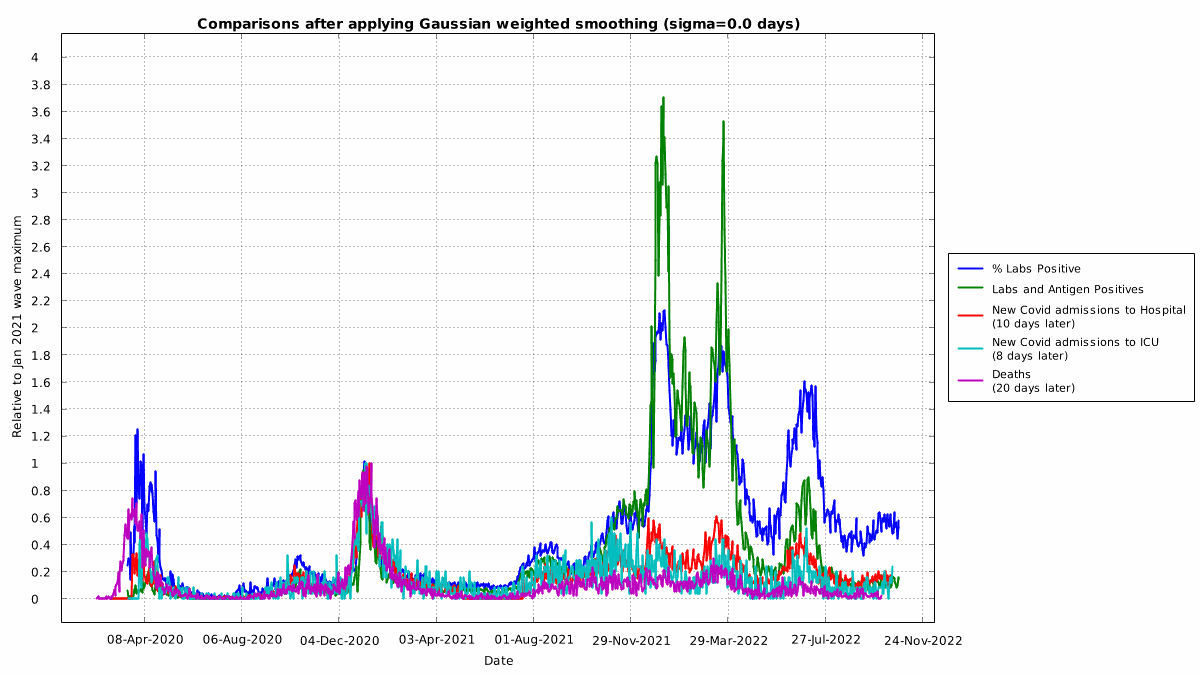 Comparisons after applying Gaussian weighted smoothing (sigma=0.0 days)
4
3.8
3.6
3.4
3.2
3
2.8
2.6
2.4
2.2
2
1.8
1.6
1.4
1.2
1
0.8
0.6
0.4
0.2
0
Relative to Jan 2021 wave maximum
08-Apr-2020
06-Aug-2020
04-Dec-2020
03-Apr-2021
01-Aug-2021
29-Nov-2021
29-Mar-2022
27-Jul-2022
24-Nov-2022
Date
% Labs Positive
Labs and Antigen Positives
New Covid admissions to Hospital
(10 days later)
New Covid admissions to ICU
(8 days later)
Deaths
(20 days later)